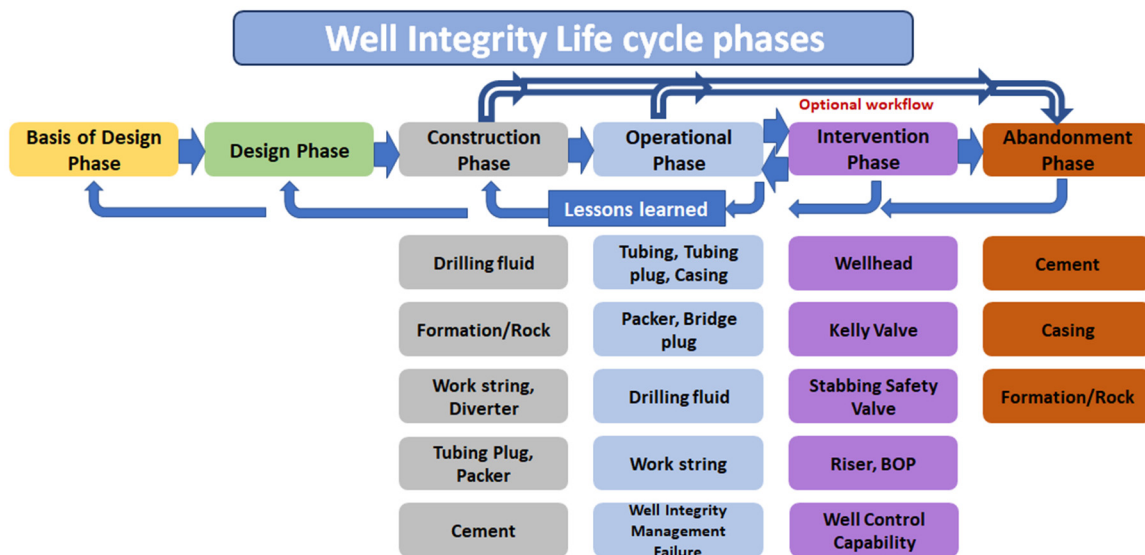 Well Integrity Life cycle phases
Optional workflow
Basis of Design
Phase
Design Phase
Construction
Phase
Operational
Phase
Intervention
Phase
Abandonment
Phase
Lessons learned
Drilling fluid
Formation/Rock
Work string,
Diverter
Tubing Plug,
Packer
Cement
Tubing, Tubing
plug, Casing
Packer, Bridge
plug
Drilling fluid
Work string
Well Integrity
Management
Failure
Wellhead
Kelly Valve
Stabbing Safety
Valve
Riser, BOP
Well Control
Capability
Cement
Casing
Formation/Rock